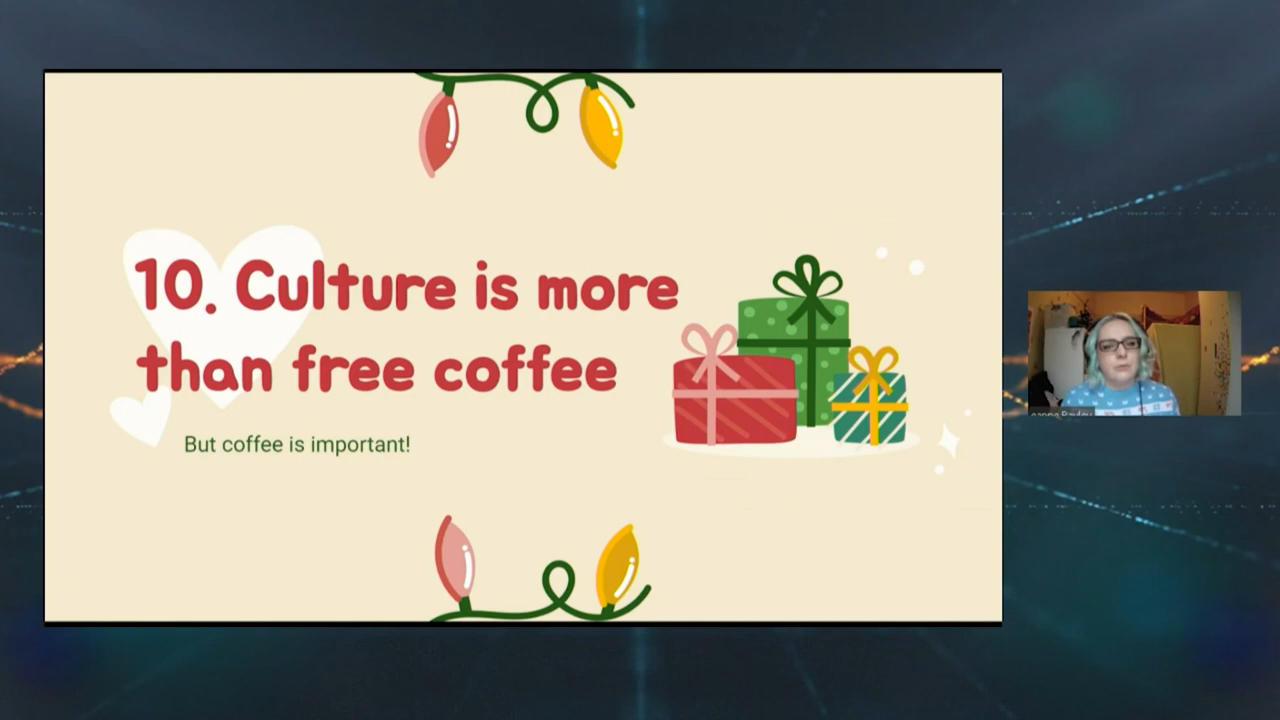 10. Culture is more
than free coffee
But coffee is important!